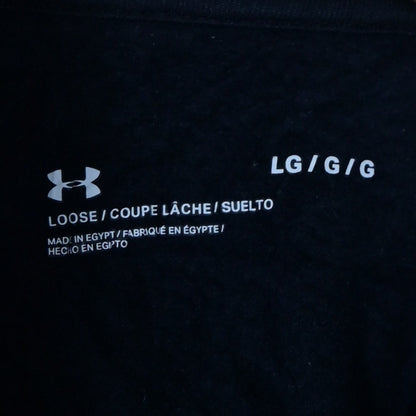 LG / G / G
LOOSE / COUPE LÂCHE / SUELTO
MADE IN EGYPT / FABRIQUÉ EN ÉGYPTE /
HECHO EN EGIPTO